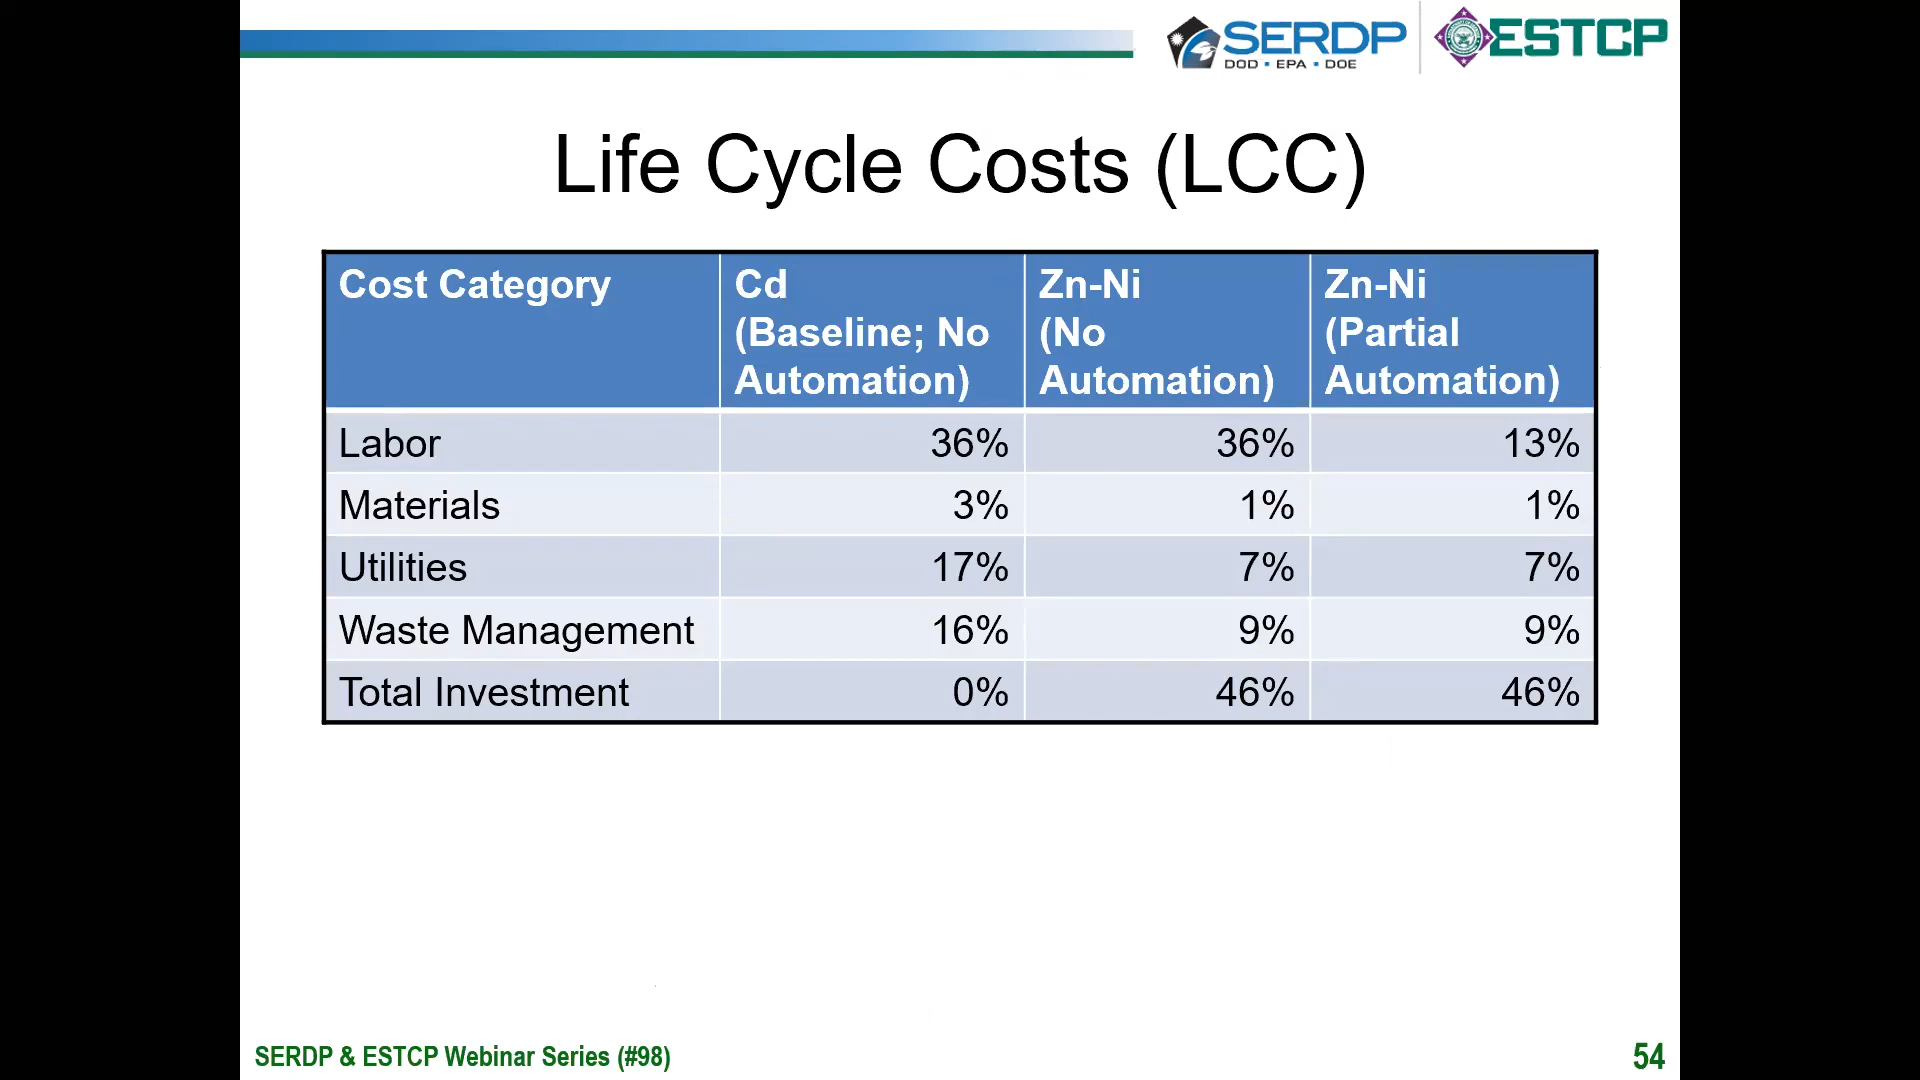 SERDP
DOD • EPA • DOE
ESTCP
Life Cycle Costs (LCC)
Cost Category
Cd
(Baseline; No
Automation)
Zn-Ni
(No
Automation)
Zn-Ni
(Partial
Automation)
Labor 36% 36% 13%
Materials 3% 1% 1%
Utilities 17% 7% 7%
Waste Management 16% 9% 9%
Total Investment 0% 46% 46%
SERDP & ESTCP Webinar Series (#98)
54